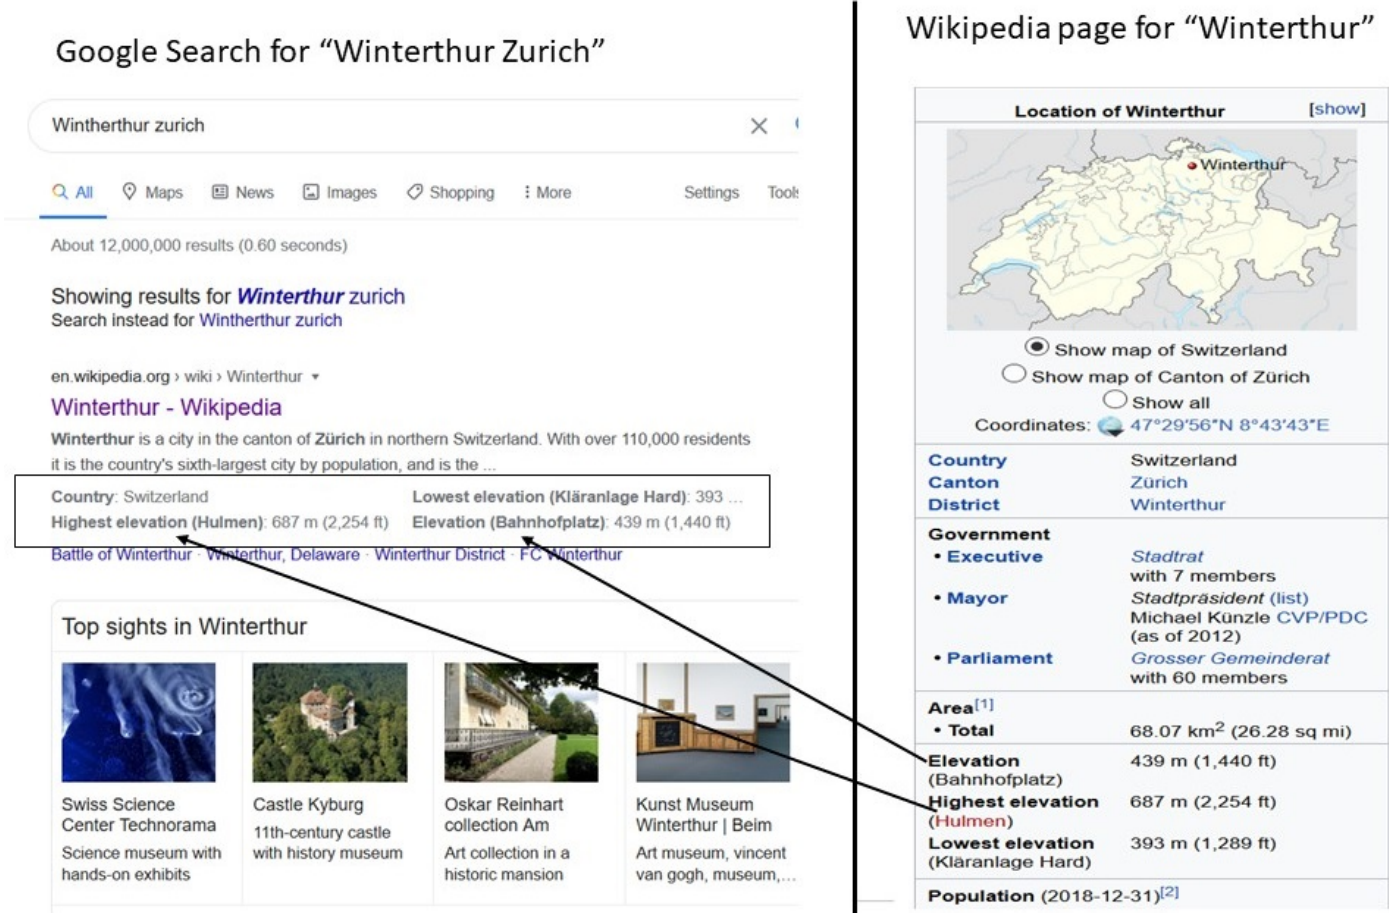 Google Search for “Winterthur Zurich”
Wintherthur zurich
All Maps News Images Shopping More Settings Tools
About 12,000,000 results (0.60 seconds)
Showing results for Winterthur zurich
Search instead for Wintherthur zurich
en.wikipedia.org › wiki › Winterthur
Winterthur - Wikipedia
Winterthur is a city in the canton of Zürich in northern Switzerland. With over 110,000 residents
it is the country's sixth-largest city by population, and is the ...
Country: Switzerland Lowest elevation (Kläranlage Hard): 393 ...
Highest elevation (Hulmen): 687 m (2,254 ft) Elevation (Bahnhofplatz): 439 m (1,440 ft)
Battle of Winterthur · Winterthur, Delaware · Winterthur District · FC Winterthur
Top sights in Winterthur
Swiss Science
Center Technorama
Science museum with
hands-on exhibits
Castle Kyburg
11th-century castle
with history museum
Oskar Reinhart
collection Am
Art collection in a
historic mansion
Kunst Museum
Winterthur | Beim
Art museum, vincent
van gogh, museum,...
Wikipedia page for “Winterthur”
Location of Winterthur [show]
Winterthur
Show map of Switzerland
Show map of Canton of Zürich
Show all
Coordinates: 47°29′56″N 8°43′43″E
Country Switzerland
Canton Zürich
District Winterthur
Government
• Executive Stadtrat
with 7 members
• Mayor Stadtpräsident (list)
Michael Künzle CVP/PDC
(as of 2012)
• Parliament Grosser Gemeinderat
with 60 members
Area[1]
• Total 68.07 km2 (26.28 sq mi)
Elevation 439 m (1,440 ft)
(Bahnhofplatz)
Highest elevation 687 m (2,254 ft)
(Hulmen)
Lowest elevation 393 m (1,289 ft)
(Kläranlage Hard)
Population (2018-12-31)[2]